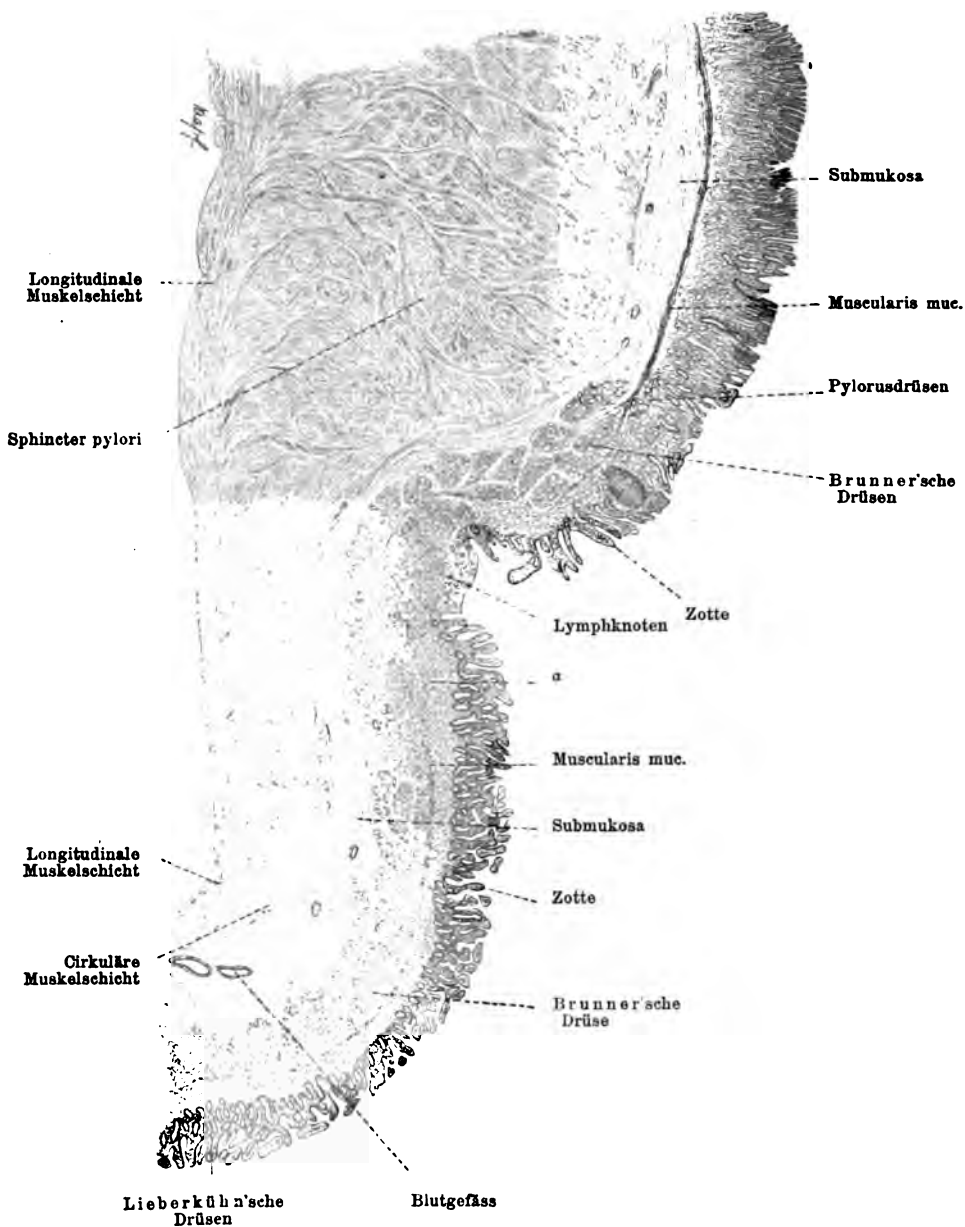 Submukosa
Longitudinale
Muskelschicht
Muscularis muc.
Pylorusdrüsen
Sphincter pylori
Brunner'sche
Drüsen
Zotte
Lymphknoten
a
Muscularis muc.
Submukosa
Longitudinale
Muskelschicht
Zotte
Cirkuläre
Muskelschicht
Brunner'sche
Drüse
Lieberkühn'sche
Drüsen
Blutgefäss